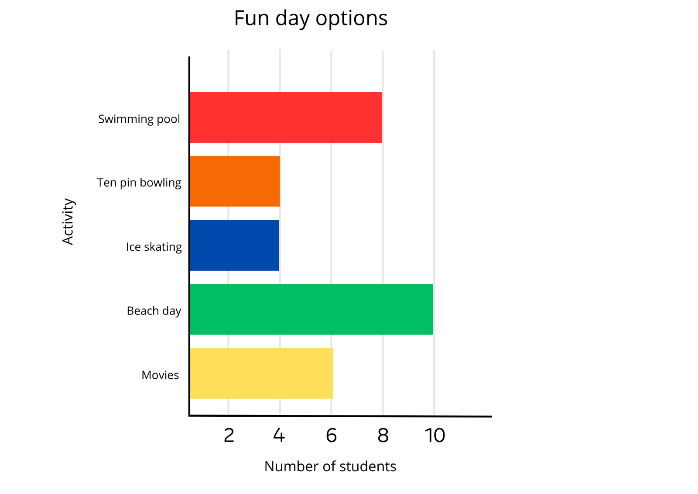 Fun day options
Swimming pool
Ten pin bowling
Ice skating
Beach day
Movies
Activity
2 4 6 8 10
Number of students